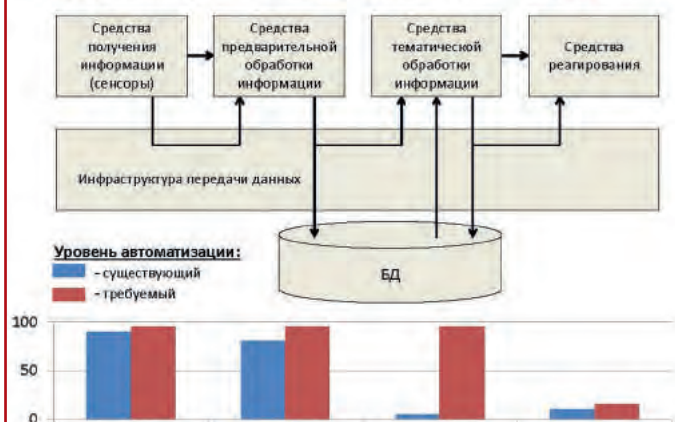 Средства
получения
информации
(сенсоры)
Средства
предварительной
обработки
информации
Средства
тематической
обработки
информации
Средства
реагирования
Инфраструктура передачи данных
БД
Уровень автоматизации:
- существующий
- требуемый
100
50
0